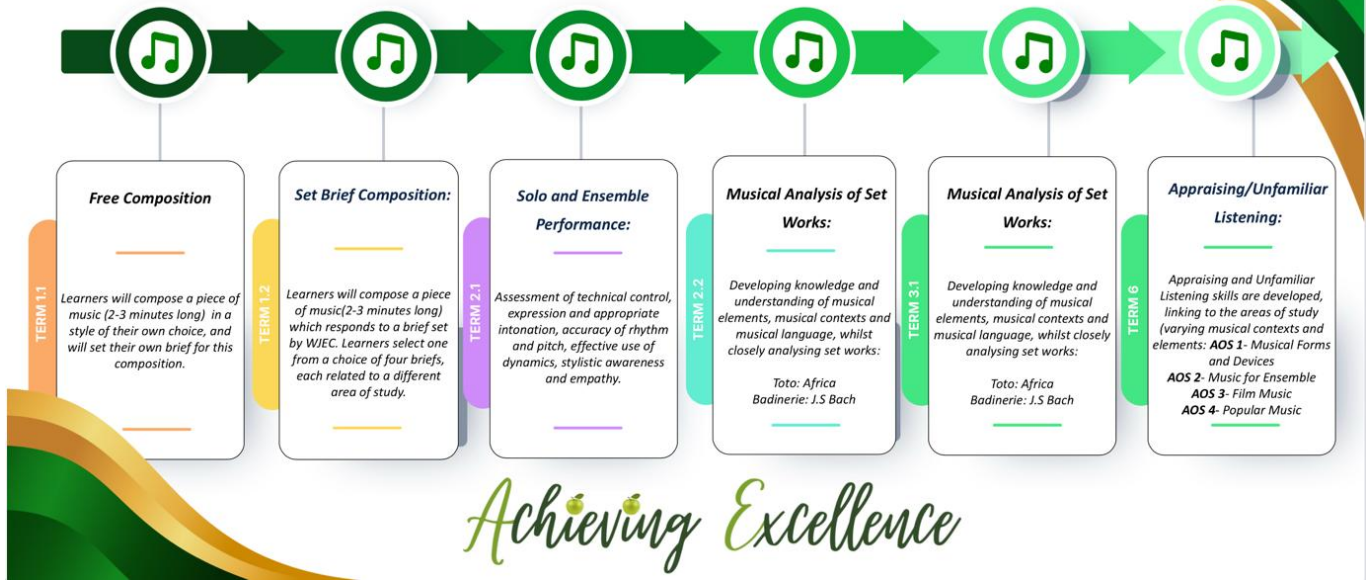 TERM 1.1
Free Composition
Learners will compose a piece of
music (2-3 minutes long) in a
style of their own choice, and
will set their own brief for this
composition.
TERM 1.2
Set Brief Composition:
Learners will compose a piece
of music(2-3 minutes long)
which responds to a brief set
by WJEC. Learners select one
from a choice of four briefs,
each related to a different
area of study.
TERM 2.1
Solo and Ensemble
Performance:
Assessment of technical control,
expression and appropriate
intonation, accuracy of rhythm
and pitch, effective use of
dynamics, stylistic awareness
and empathy.
TERM 2.2
Musical Analysis of Set
Works:
Developing knowledge and
understanding of musical
elements, musical contexts and
musical language, whilst
closely analysing set works:
Toto: Africa
Badinerie: J.S Bach
TERM 3.1
Musical Analysis of Set
Works:
Developing knowledge and
understanding of musical
elements, musical contexts and
musical language, whilst closely
analysing set works:
Toto: Africa
Badinerie: J.S Bach
TERM 6
Appraising/Unfamiliar
Listening:
Appraising and Unfamiliar
Listening skills are developed,
linking to the areas of study
(varying musical contexts and
elements: AOS 1- Musical Forms
and Devices
AOS 2- Music for Ensemble
AOS 3- Film Music
AOS 4- Popular Music
Achieving Excellence